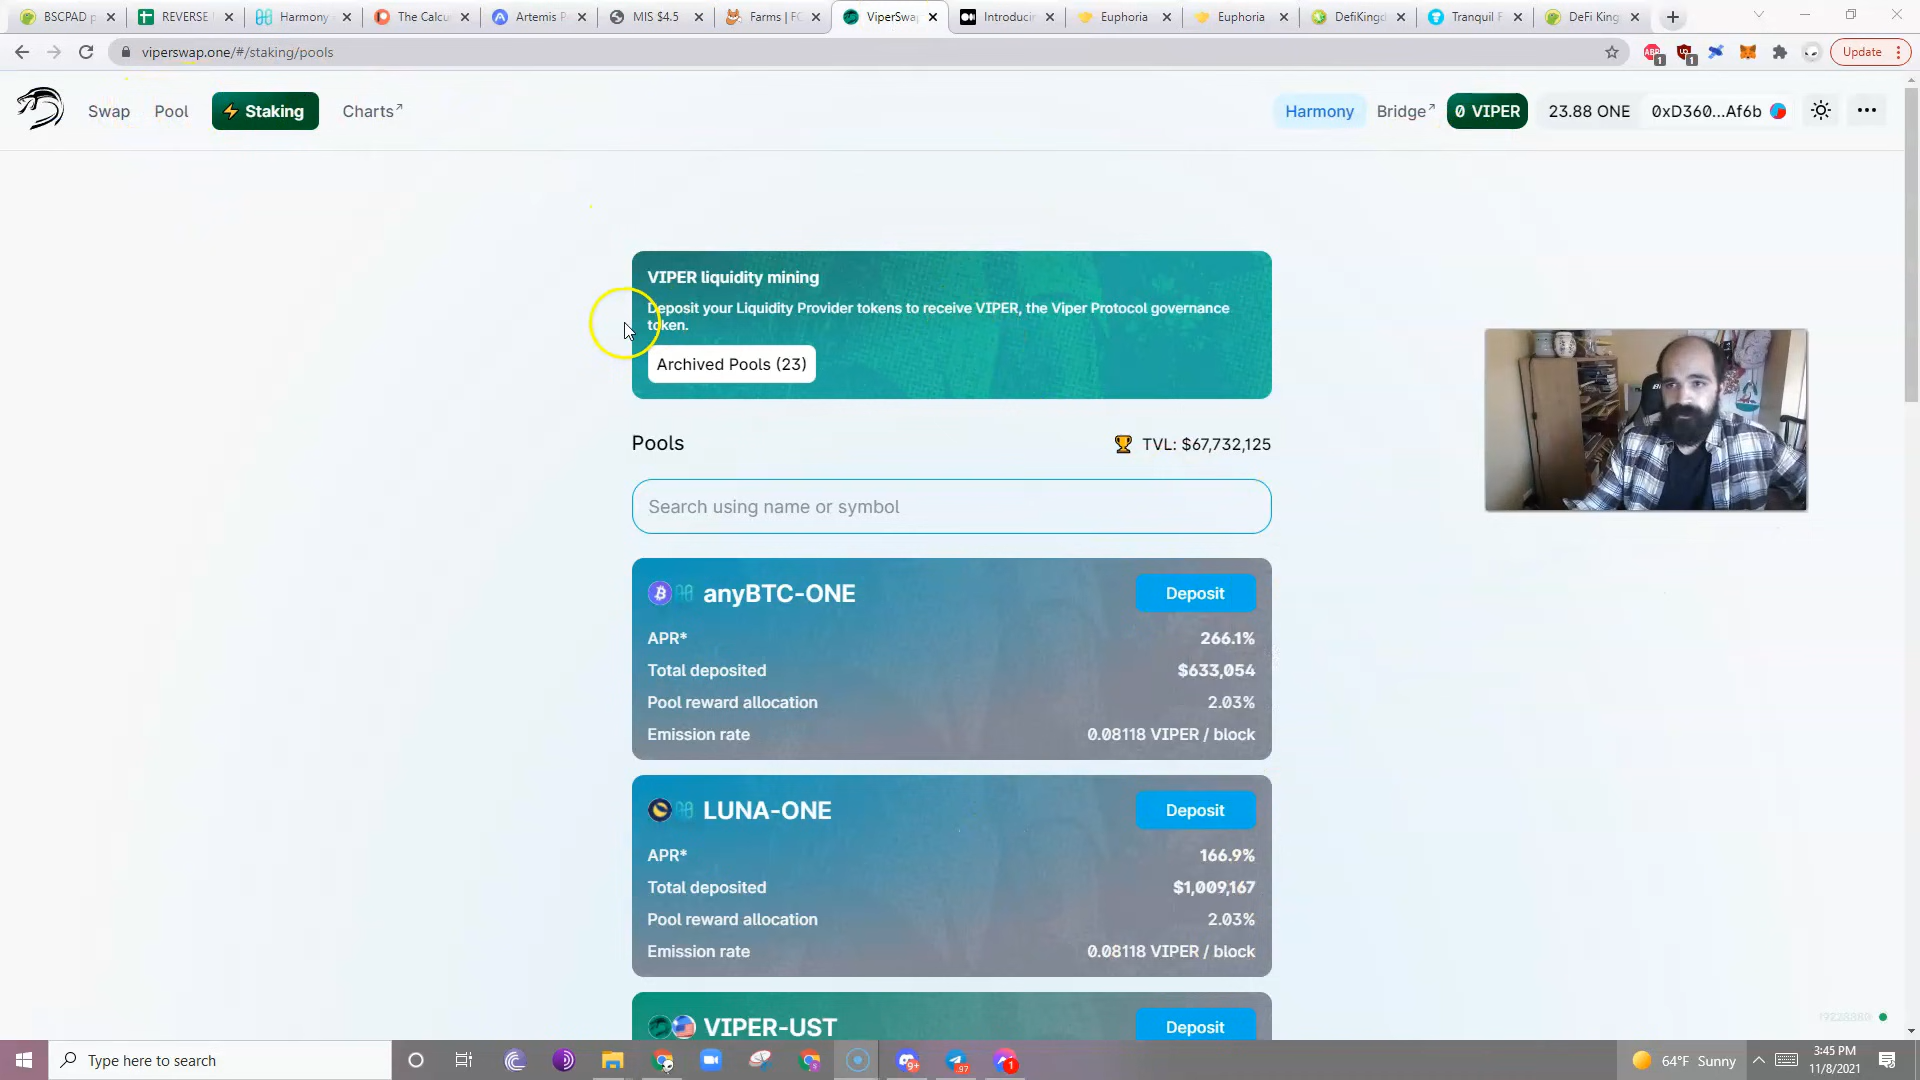 BSCPAD p
REVERSE
Harmony
The Calcu
Artemis P
MIS $4.5
Farms | FC
ViperSwa
Introducin
Euphoria
Euphoria
DefiKingd
Tranquil F
DeFi King
viperswap.one/#/staking/pools
Update
Swap
Pool
Staking
Charts↗
Harmony
Bridge↗
0 VIPER
23.88 ONE
0xD360...Af6b
VIPER liquidity mining
Deposit your Liquidity Provider tokens to receive VIPER, the Viper Protocol governance
token.
Archived Pools (23)
Pools
TVL: $67,732,125
Search using name or symbol
anyBTC-ONE
Deposit
APR*
266.1%
Total deposited
$633,054
Pool reward allocation
2.03%
Emission rate
0.08118 VIPER / block
LUNA-ONE
Deposit
APR*
166.9%
Total deposited
$1,009,167
Pool reward allocation
2.03%
Emission rate
0.08118 VIPER / block
VIPER-UST
Deposit
Type here to search
64°F Sunny
3:45 PM
11/8/2021